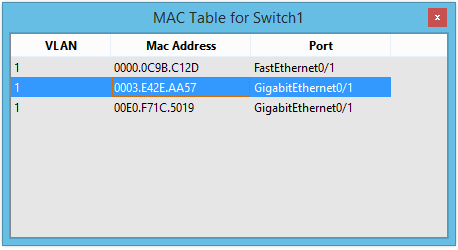 MAC Table for Switch1
x
VLAN Mac Address Port
1 0000.0C9B.C12D FastEthernet0/1
1 0003.E42E.AA57 GigabitEthernet0/1
1 00E0.F71C.5019 GigabitEthernet0/1